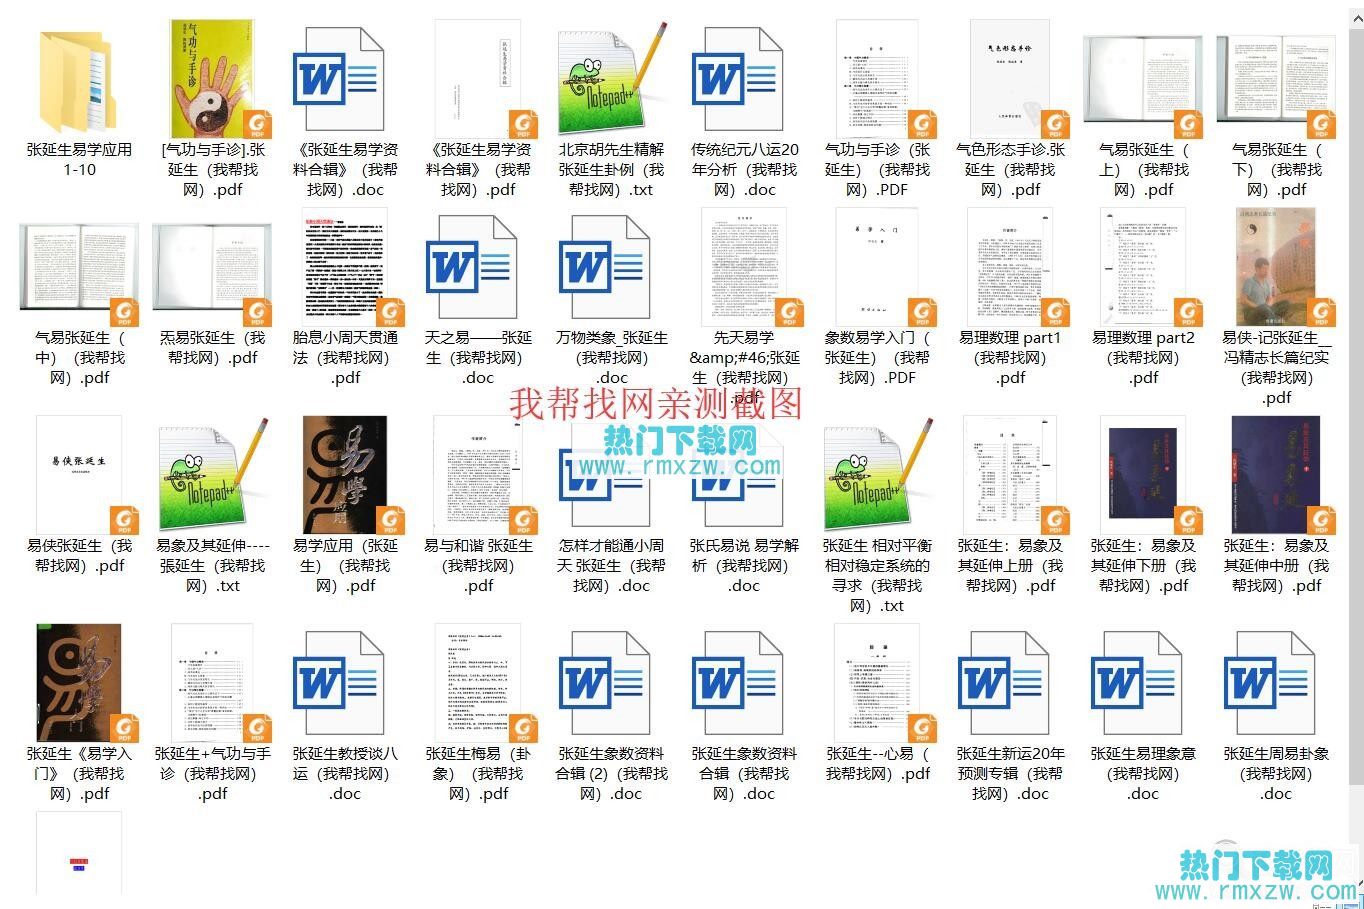 张延生易学应用
1-10
[气功与手诊].张
延生（我帮找
网）.pdf
《张延生易学资
料合辑》（我帮
找网）.doc
《张延生易学资
料合辑》（我帮
找网）.pdf
北京胡先生精解
张延生卦例（我
帮找网）.txt
传统纪元八运20
年分析（我帮找
网）.doc
气功与手诊（张
延生）（我帮找
网）.PDF
气色形态手诊.张
延生（我帮找
网）.pdf
气易张延生（
上）（我帮找
网）.pdf
气易张延生（
下）（我帮找
网）.pdf
气易张延生（
中）（我帮找
网）.pdf
炁易张延生（我
帮找网）.pdf
胎息小周天贯通
法（我帮找网）
.pdf
天之易——张延
生（我帮找网）
.doc
万物类象_张延生
（我帮找网）
.doc
先天易学
&amp;#46;张延
生（我帮找网）
.pdf
象数易学入门（
张延生）（我帮
找网）.PDF
易理数理 part1
（我帮找网）
.pdf
易理数理 part2
（我帮找网）
.pdf
易侠-记张延生__
冯精志长篇纪实
（我帮找网）
.pdf
我帮找网亲测截图
热门下载网
www.rmxzw.com
易侠张延生
易侠张延生（我
帮找网）.pdf
Notepad++
易象及其延伸----
張延生（我帮找
网）.txt
易学应用（张延
生）（我帮找
网）.pdf
易与和谐 张延生
（我帮找网）
.pdf
怎样才能通小周
天 张延生（我帮
找网）.doc
张氏易说 易学解
析（我帮找网）
.doc
Notepad++
张延生 相对平衡
相对稳定系统的
寻求（我帮找
网）.txt
张延生：易象及
其延伸上册（我
帮找网）.pdf
张延生：易象及
其延伸下册（我
帮找网）.pdf
张延生：易象及
其延伸中册（我
帮找网）.pdf
张延生《易学入
门》（我帮找
网）.pdf
张延生+气功与手
诊（我帮找网）
.pdf
张延生教授谈八
运（我帮找网）
.doc
张延生梅易（卦
象）（我帮找
网）.pdf
张延生象数资料
合辑 (2)（我帮找
网）.doc
张延生象数资料
合辑（我帮找
网）.doc
张延生--心易（
我帮找网）.pdf
张延生新运20年
预测专辑（我帮
找网）.doc
张延生易理象意
（我帮找网）
.doc
张延生周易卦象
（我帮找网）
.doc
热门下载网
www.rmxzw.com